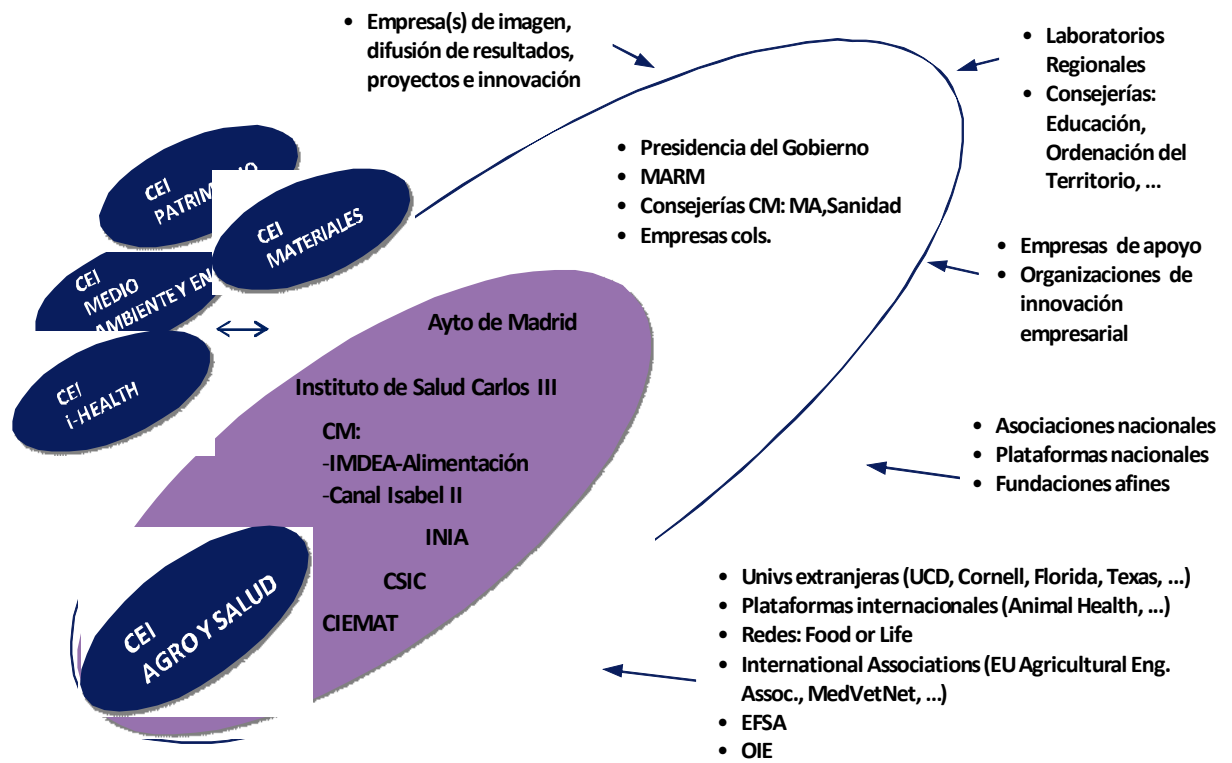 • Empresa(s) de imagen,
difusión de resultados,
proyectos e innovación
• Laboratorios
Regionales
• Consejerías:
Educación,
Ordenación del
Territorio, ...
• Presidencia del Gobierno
• MARM
• Consejerías CM: MA,Sanidad
• Empresas cols.
• Empresas de apoyo
• Organizaciones de
innovación
empresarial
CEI
CEI
MATERIALES
CEI
MEDIO
AMBIENTE Y
CEI
i-HEALTH
Ayto de Madrid
Instituto de Salud Carlos III
CM:
-IMDEA-Alimentación
-Canal Isabel II
INIA
CSIC
CIEMAT
CEI
AGRO Y SALUD
• Asociaciones nacionales
• Plataformas nacionales
• Fundaciones afines
• Univs extranjeras (UCD, Cornell, Florida, Texas, ...)
• Plataformas internacionales (Animal Health, ...)
• Redes: Food or Life
• International Associations (EU Agricultural Eng.
Assoc., MedVetNet, ...)
• EFSA
• OIE